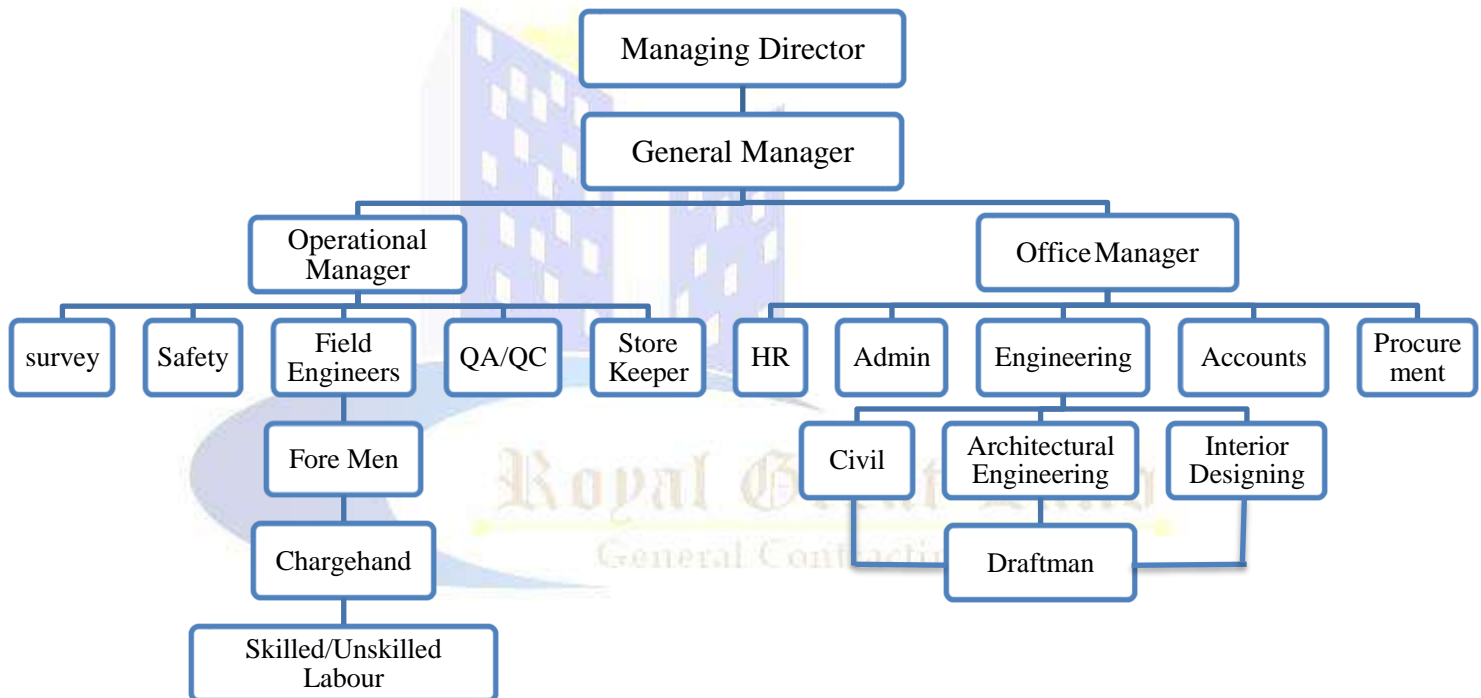 Managing Director
General Manager
Operational
Manager
Office Manager
survey
Safety
Field
Engineers
QA/QC
Store
Keeper
HR
Admin
Engineering
Accounts
Procure
ment
Fore Men
Civil
Architectural
Engineering
Interior
Designing
Royal
Chargehand
Draftman
General
Skilled/Unskilled
Labour